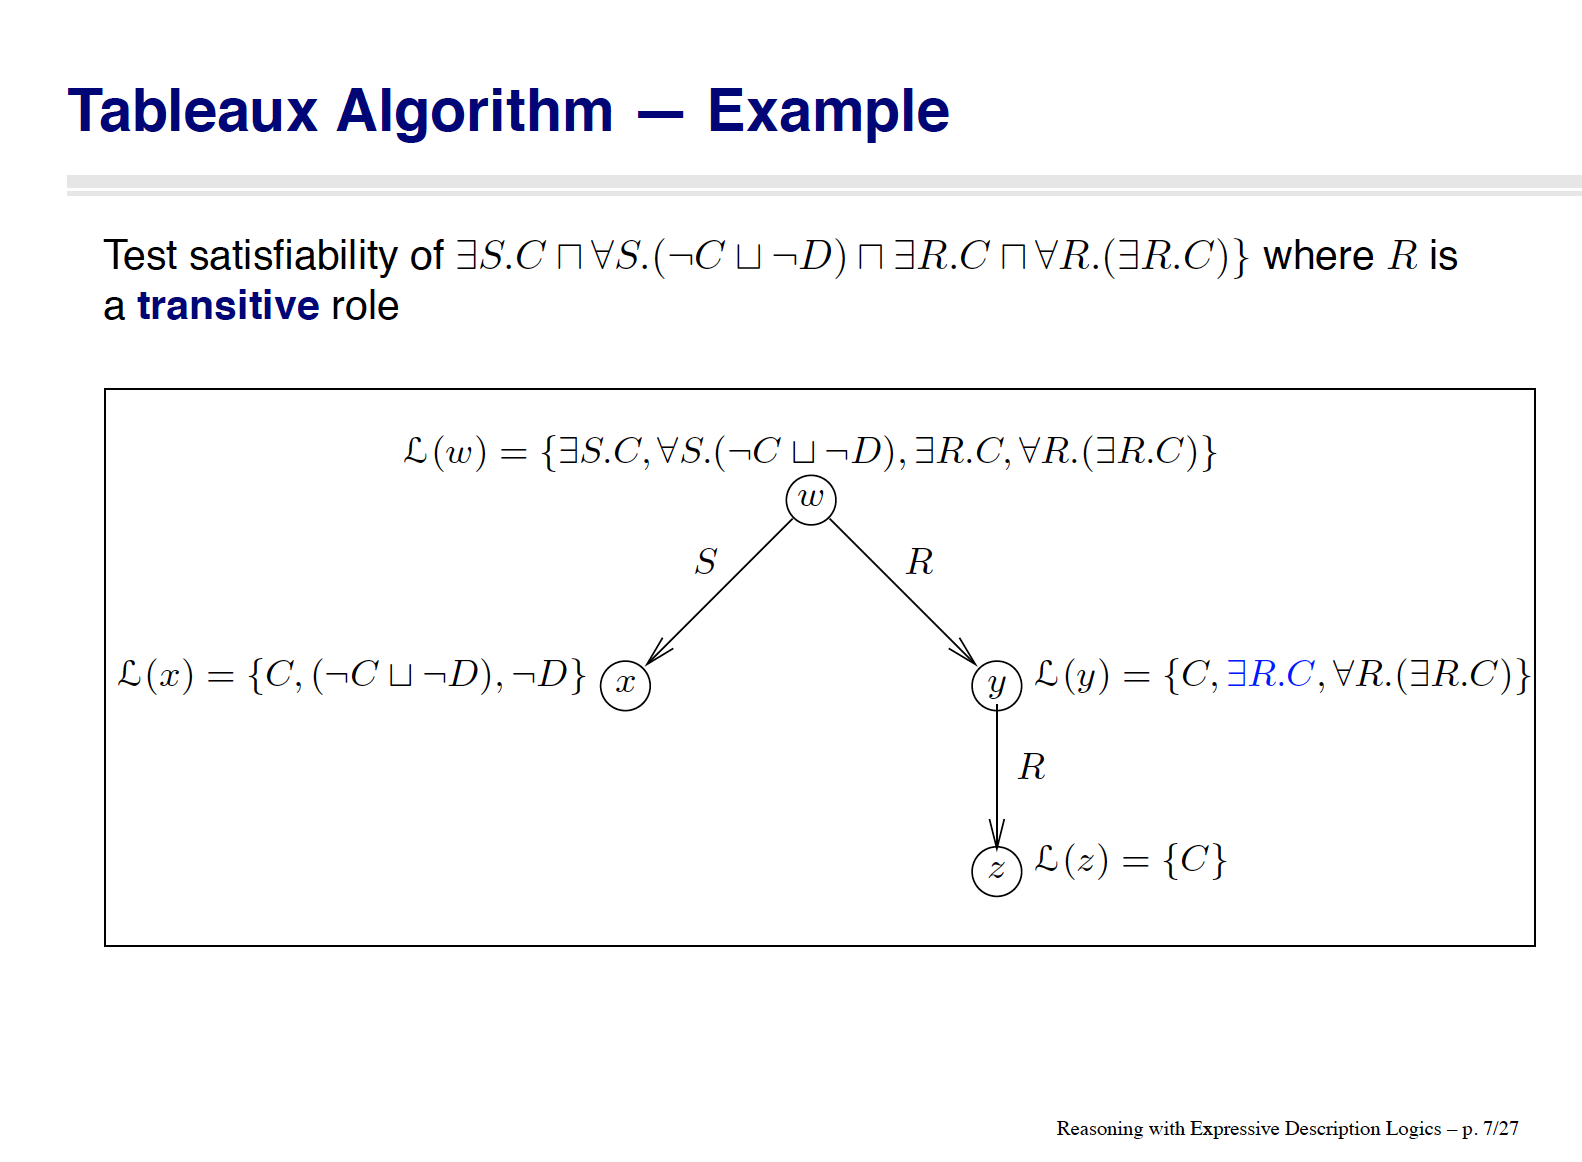 Tableaux Algorithm — Example
Test satisfiability of ∃S.C ⊓ ∀S.(¬C ⊔ ¬D) ⊓ ∃R.C ⊓ ∀R.(∃R.C)} where R is
a transitive role
ℒ(w) = {∃S.C, ∀S.(¬C ⊔ ¬D), ∃R.C, ∀R.(∃R.C)}
w
S R
ℒ(x) = {C, (¬C ⊔ ¬D), ¬D} x y ℒ(y) = {C, ∃R.C, ∀R.(∃R.C)}
R
z ℒ(z) = {C}
Reasoning with Expressive Description Logics – p. 7/27